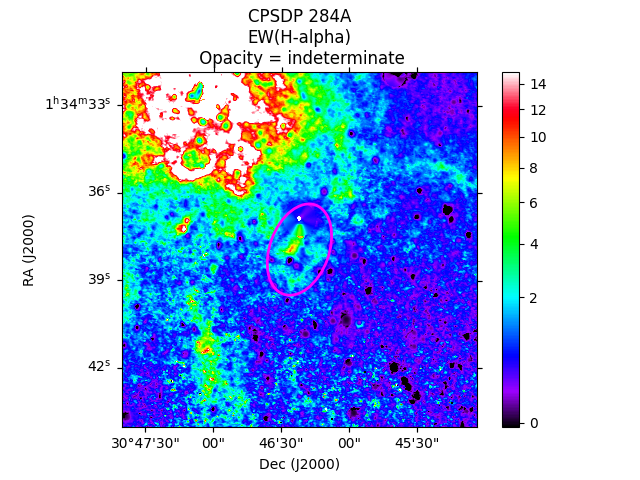 CPSDP 284A
EW(H-alpha)
Opacity = indeterminate
1ʰ34ᵐ33ˢ
36ˢ
39ˢ
42ˢ
RA (J2000)
30°47'30" 00" 46'30" 00" 45'30"
Dec (J2000)
14
12
10
8
6
4
2
0